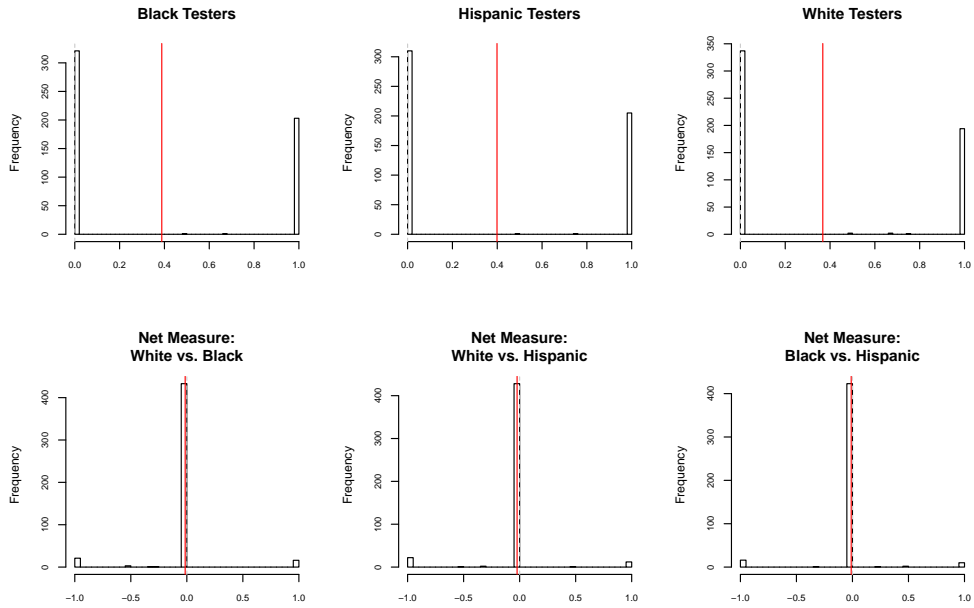 Black Testers
Frequency
0 50 100 150 200 250 300
0.0 0.2 0.4 0.6 0.8 1.0
Hispanic Testers
Frequency
0 50 100 150 200 250 300
0.0 0.2 0.4 0.6 0.8 1.0
White Testers
Frequency
0 50 100 150 200 250 300 350
0.0 0.2 0.4 0.6 0.8 1.0
Net Measure:
White vs. Black
Frequency
0 100 200 300 400
−1.0 −0.5 0.0 0.5 1.0
Net Measure:
White vs. Hispanic
Frequency
0 100 200 300 400
−1.0 −0.5 0.0 0.5 1.0
Net Measure:
Black vs. Hispanic
Frequency
0 100 200 300 400
−1.0 −0.5 0.0 0.5 1.0